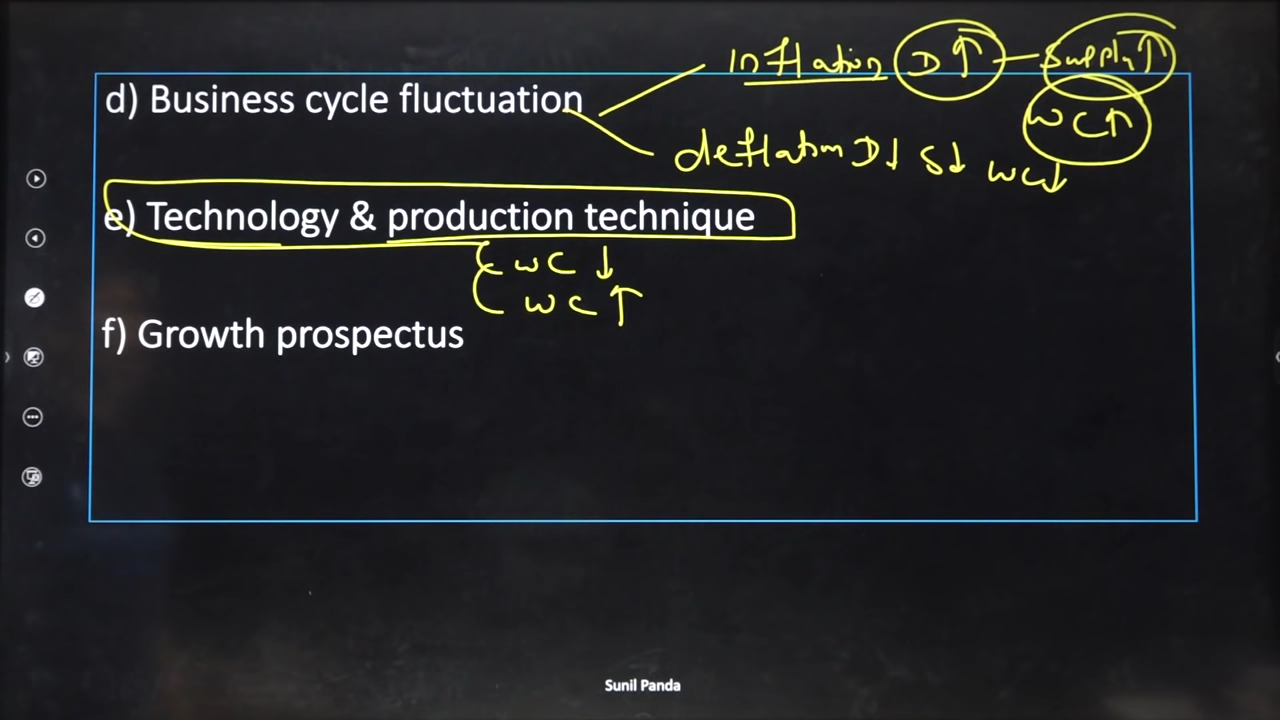 Inflation D↑ - Supply↑
d) Business cycle fluctuation
WC↑
deflation D↓ S↓ WC↓
e) Technology & production technique
WC ↓
WC ↑
f) Growth prospectus
Sunil Panda